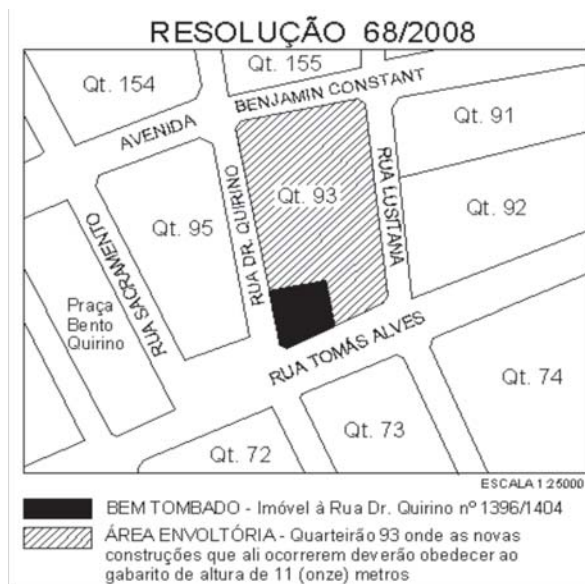 RESOLUÇÃO 68/2008
Qt. 154
Qt. 155
AVENIDA BENJAMIN CONSTANT
Qt. 91
Qt. 93
RUA LUSITANA
Qt. 92
Qt. 95
RUA DR. QUIRINO
RUA SACRAMENTO
Praça
Bento
Quirino
RUA TOMÁS ALVES
Qt. 74
Qt. 73
Qt. 72
ESCALA 1:25000
BEM TOMBADO - Imóvel à Rua Dr. Quirino nº 1396/1404
ÁREA ENVOLTÓRIA - Quarteirão 93 onde as novas
construções que ali ocorrerem deverão obedecer ao
gabarito de altura de 11 (onze) metros